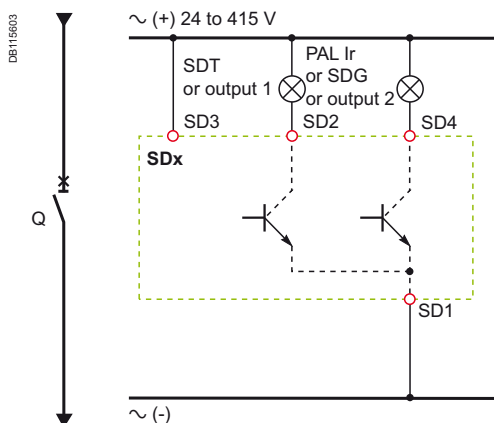 DB115603
∼ (+) 24 to 415 V
SDT
or output 1
PAL Ir
or SDG
or output 2
SD3
SD2
SD4
SDx
Q
SD1
∼ (-)